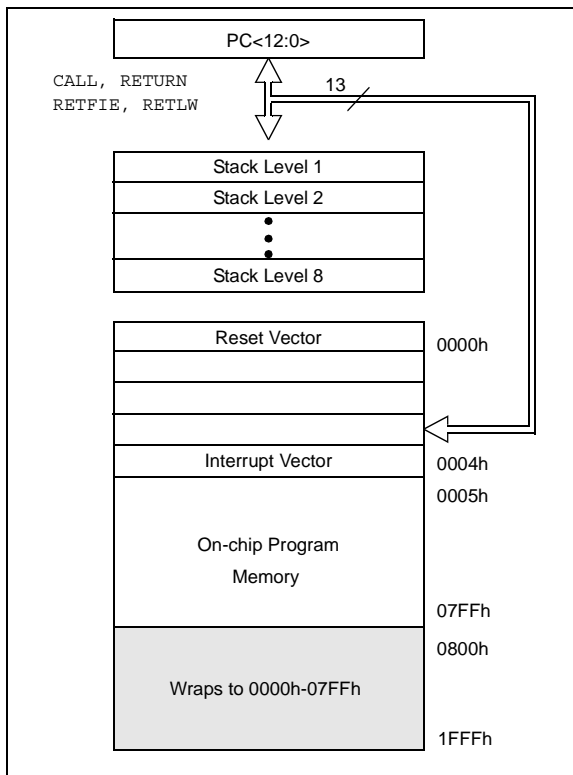 PC<12:0>
CALL, RETURN
RETFIE, RETLW
13
Stack Level 1
Stack Level 2
Stack Level 8
Reset Vector
0000h
Interrupt Vector
0004h
0005h
On-chip Program
Memory
07FFh
0800h
Wraps to 0000h-07FFh
1FFFh